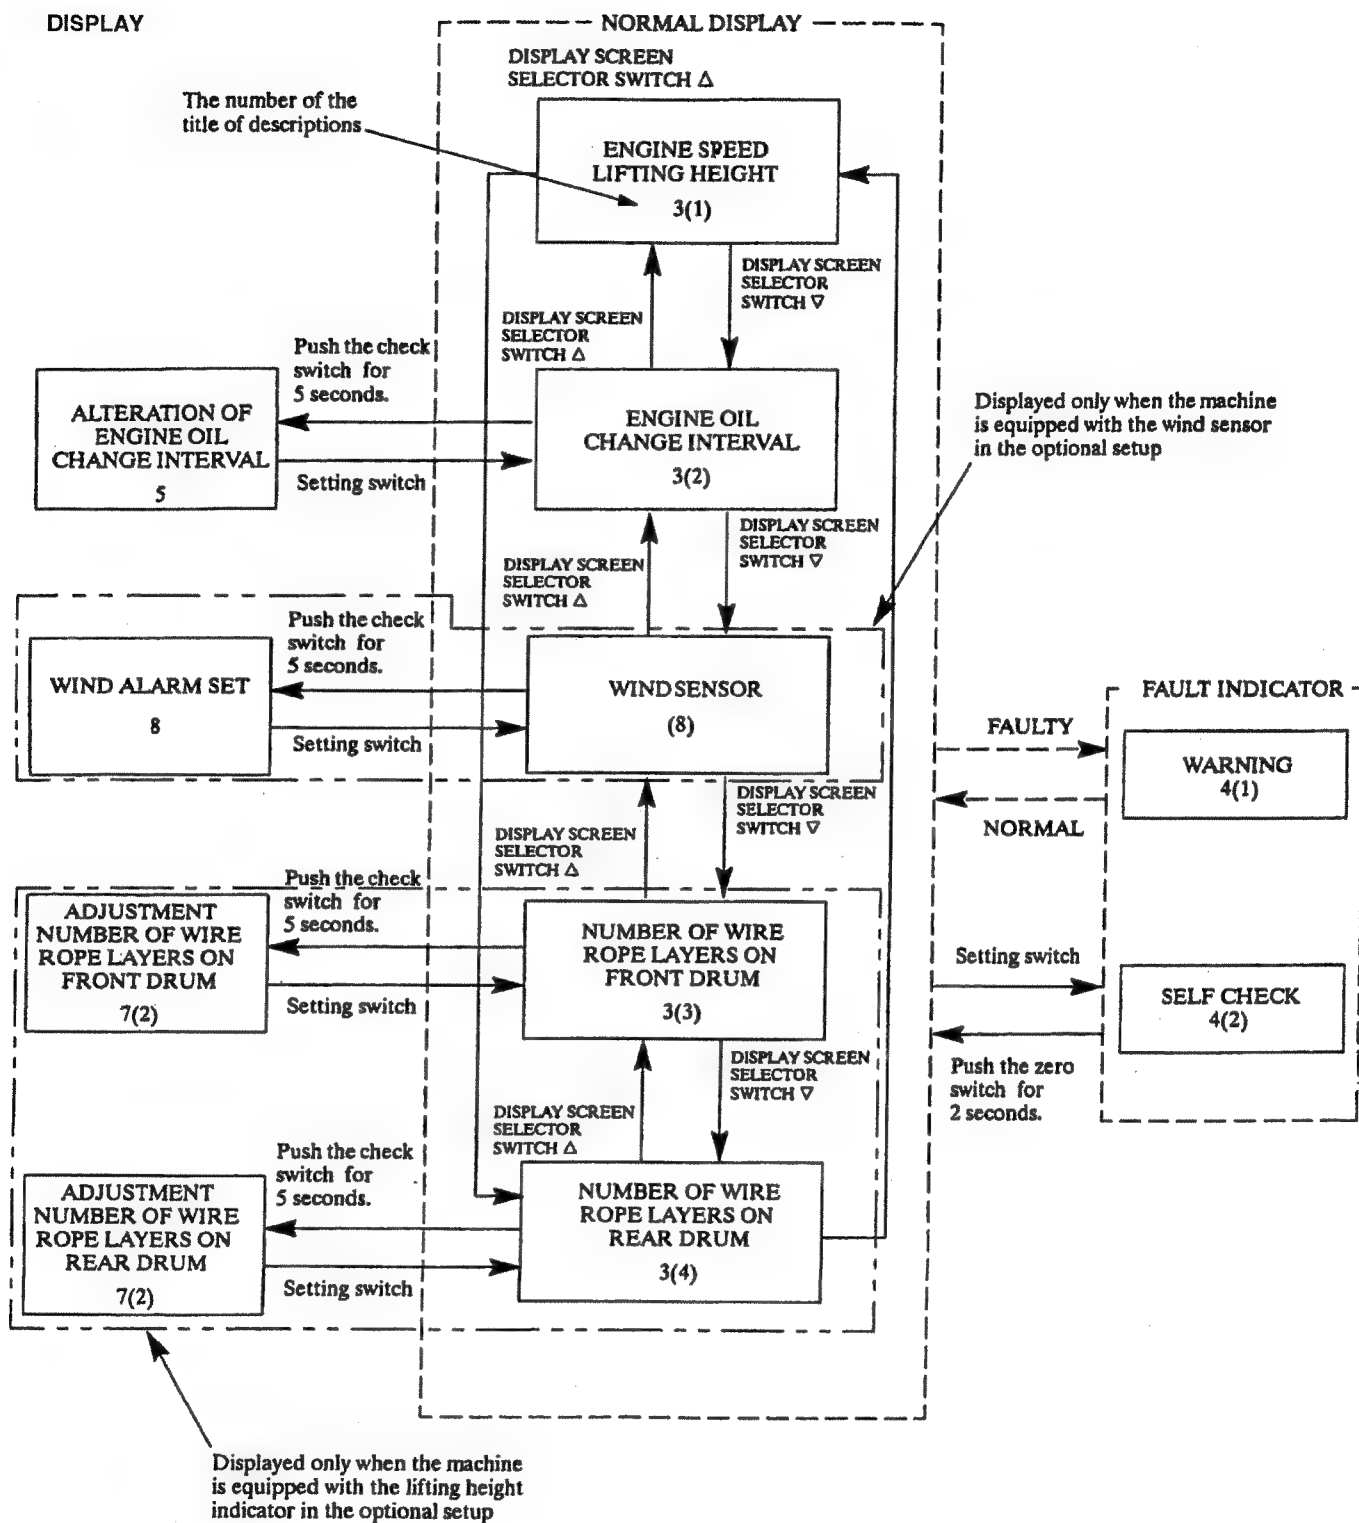 DISPLAY
NORMAL DISPLAY
DISPLAY SCREEN
SELECTOR SWITCH △
The number of the
title of descriptions
ENGINE SPEED
LIFTING HEIGHT
3(1)
DISPLAY SCREEN
SELECTOR
SWITCH ▽
DISPLAY SCREEN
SELECTOR
SWITCH △
Push the check
switch for
5 seconds.
ALTERATION OF
ENGINE OIL
CHANGE INTERVAL
5
Setting switch
ENGINE OIL
CHANGE INTERVAL
3(2)
Displayed only when the machine
is equipped with the wind sensor
in the optional setup
DISPLAY SCREEN
SELECTOR
SWITCH ▽
DISPLAY SCREEN
SELECTOR
SWITCH △
Push the check
switch for
5 seconds.
WIND ALARM SET
8
Setting switch
WIND SENSOR
(8)
FAULT INDICATOR
FAULTY
WARNING
4(1)
NORMAL
DISPLAY SCREEN
SELECTOR
SWITCH ▽
DISPLAY SCREEN
SELECTOR
SWITCH △
Push the check
switch for
5 seconds.
ADJUSTMENT
NUMBER OF WIRE
ROPE LAYERS ON
FRONT DRUM
7(2)
Setting switch
NUMBER OF WIRE
ROPE LAYERS ON
FRONT DRUM
3(3)
Setting switch
SELF CHECK
4(2)
Push the zero
switch for
2 seconds.
DISPLAY SCREEN
SELECTOR
SWITCH ▽
DISPLAY SCREEN
SELECTOR
SWITCH △
Push the check
switch for
5 seconds.
ADJUSTMENT
NUMBER OF WIRE
ROPE LAYERS ON
REAR DRUM
7(2)
Setting switch
NUMBER OF WIRE
ROPE LAYERS ON
REAR DRUM
3(4)
Displayed only when the machine
is equipped with the lifting height
indicator in the optional setup